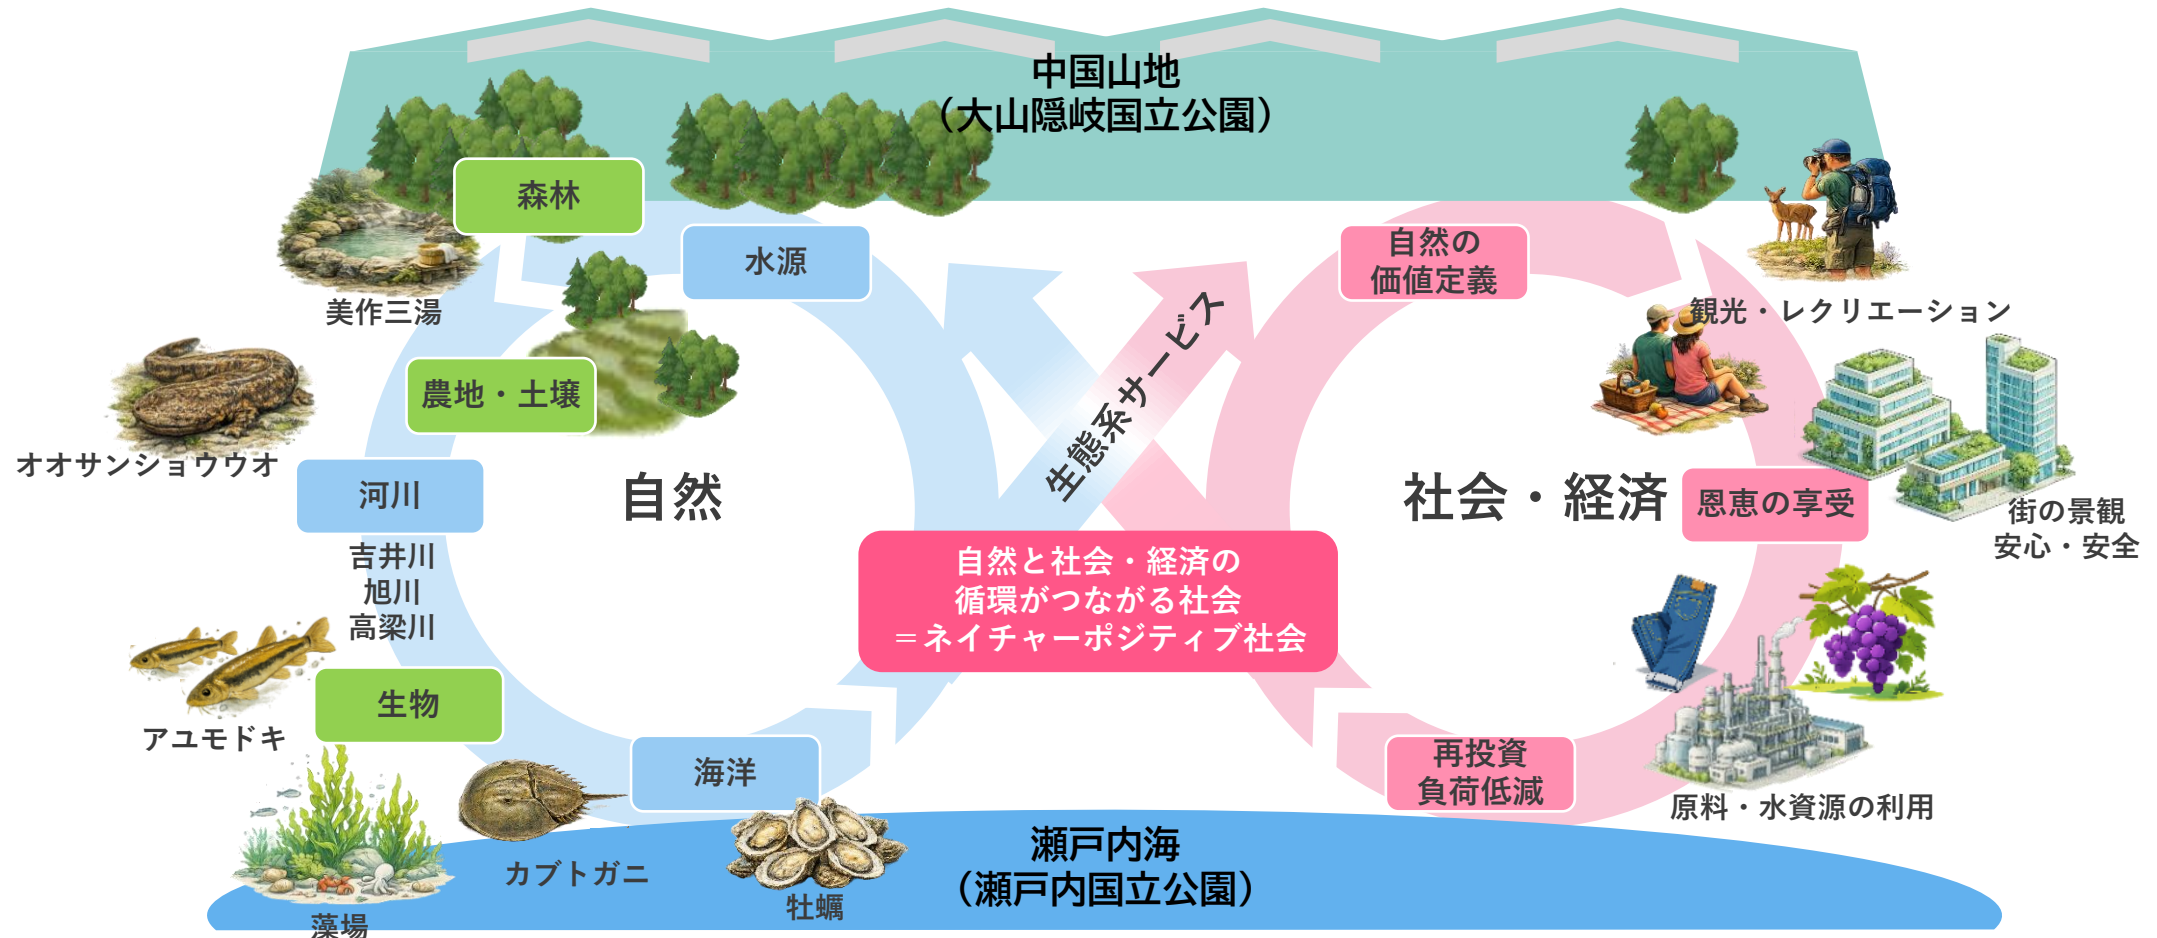 中国山地
（大山隠岐国立公園）
森林
水源
美作三湯
農地・土壌
オオサンショウウオ
河川
吉井川
旭川
高梁川
自然
生物
アユモドキ
海洋
カブトガニ
藻場
牡蠣
生態系サービス
自然と社会・経済の
循環がつながる社会
＝ネイチャーポジティブ社会
自然の
価値定義
観光・レクリエーション
社会・経済
恩恵の享受
街の景観
安心・安全
再投資
負荷低減
原料・水資源の利用
瀬戸内海
（瀬戸内国立公園）